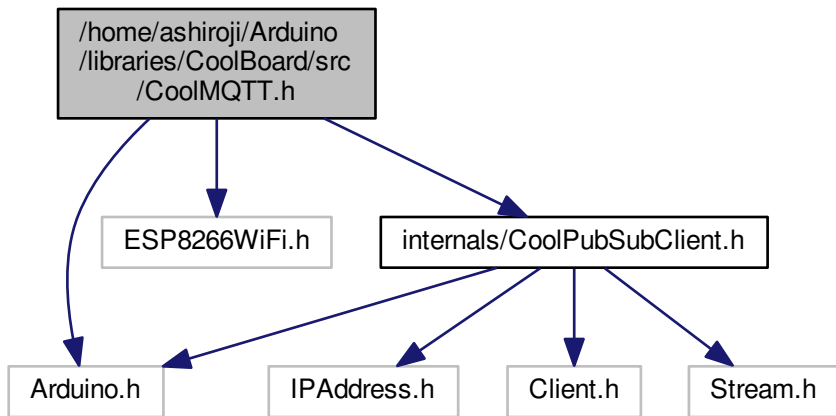 /home/ashiroji/Arduino
/libraries/CoolBoard/src
/CoolMQTT.h
ESP8266WiFi.h
internals/CoolPubSubClient.h
Arduino.h
IPAddress.h
Client.h
Stream.h